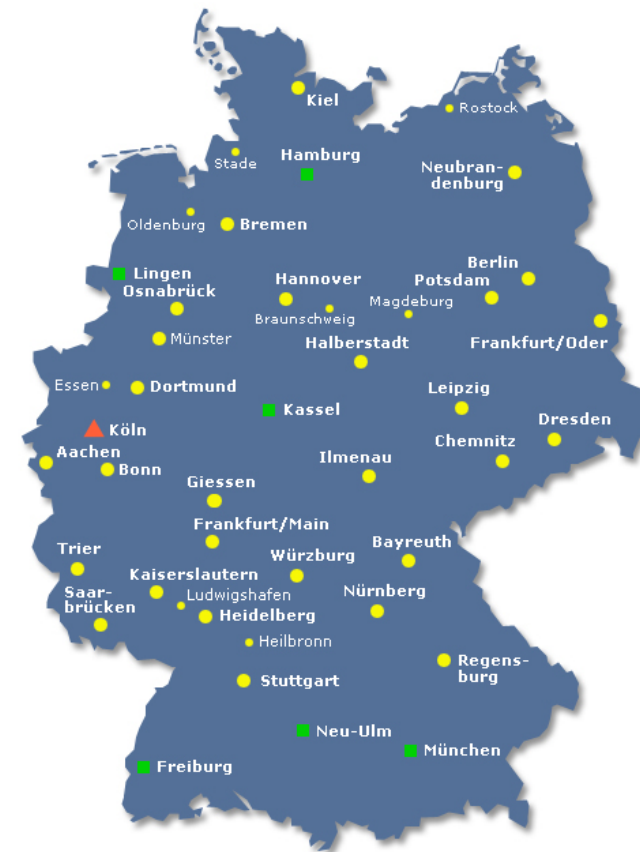 Kiel
Rostock
Stade
Hamburg
Neubran-
denburg
Oldenburg
Bremen
Berlin
Lingen
Hannover
Potsdam
Osnabrück
Magdeburg
Braunschweig
Münster
Halberstadt
Frankfurt/Oder
Essen
Dortmund
Leipzig
Kassel
Dresden
Köln
Chemnitz
Aachen
Ilmenau
Bonn
Giessen
Frankfurt/Main
Bayreuth
Trier
Würzburg
Kaiserslautern
Nürnberg
Saar-
brücken
Ludwigshafen
Heidelberg
Heilbronn
Regens-
burg
Stuttgart
Neu-Ulm
München
Freiburg